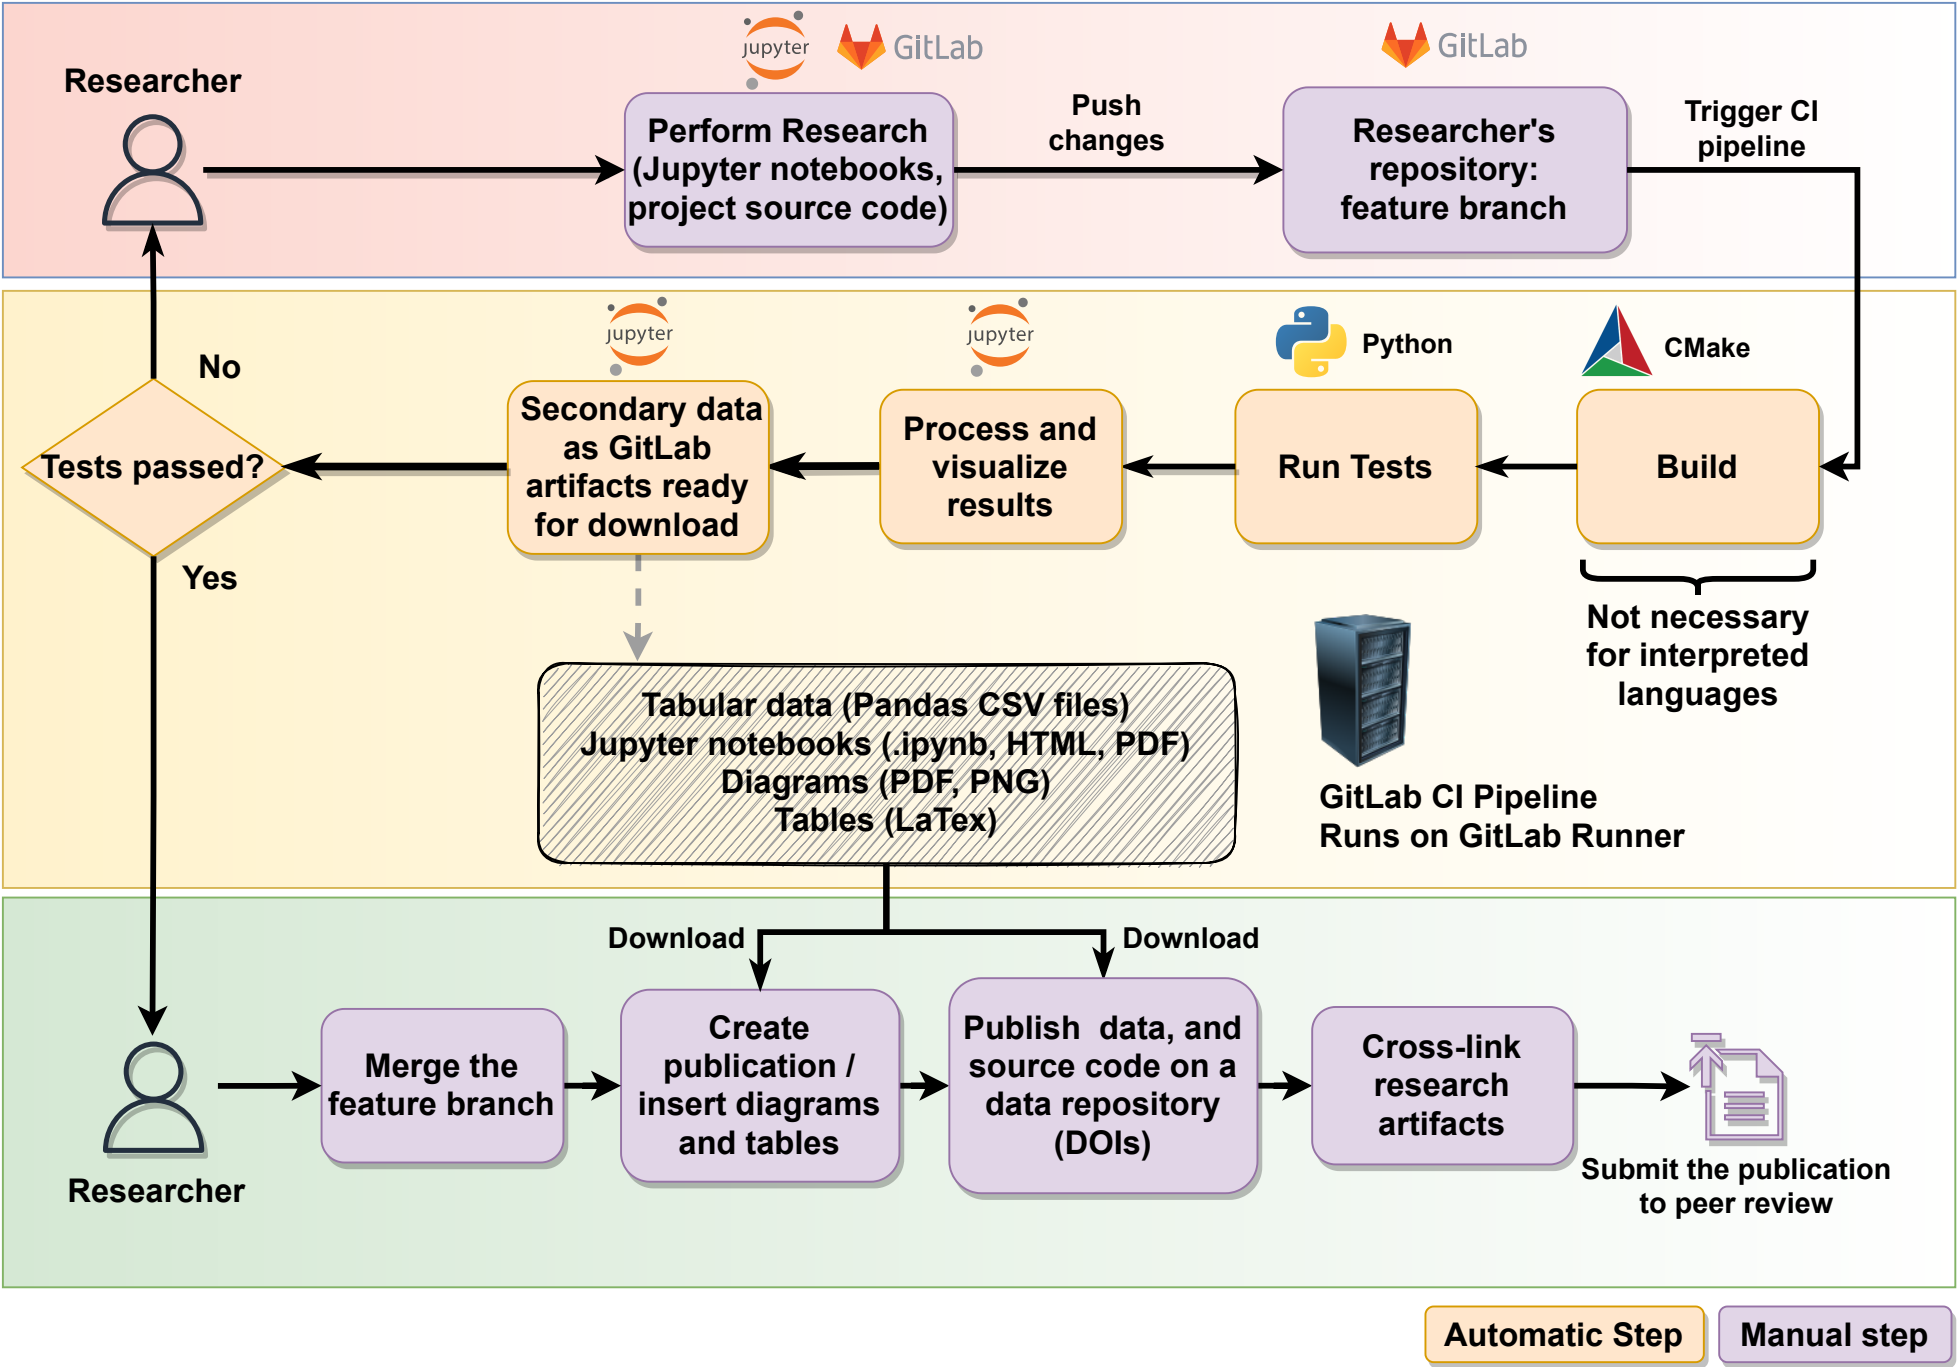 Researcher
jupyter
GitLab
Perform Research
(Jupyter notebooks,
project source code)
Push
changes
GitLab
Researcher's
repository:
feature branch
Trigger CI
pipeline
CMake
Build
Not necessary
for interpreted
languages
Python
Run Tests
jupyter
Process and
visualize
results
jupyter
Secondary data
as GitLab
artifacts ready
for download
Tests passed?
No
Yes
Tabular data (Pandas CSV files)
Jupyter notebooks (.ipynb, HTML, PDF)
Diagrams (PDF, PNG)
Tables (LaTex)
GitLab CI Pipeline
Runs on GitLab Runner
Download
Download
Researcher
Merge the
feature branch
Create
publication /
insert diagrams
and tables
Publish data, and
source code on a
data repository
(DOIs)
Cross-link
research
artifacts
Submit the publication
to peer review
Automatic Step
Manual step